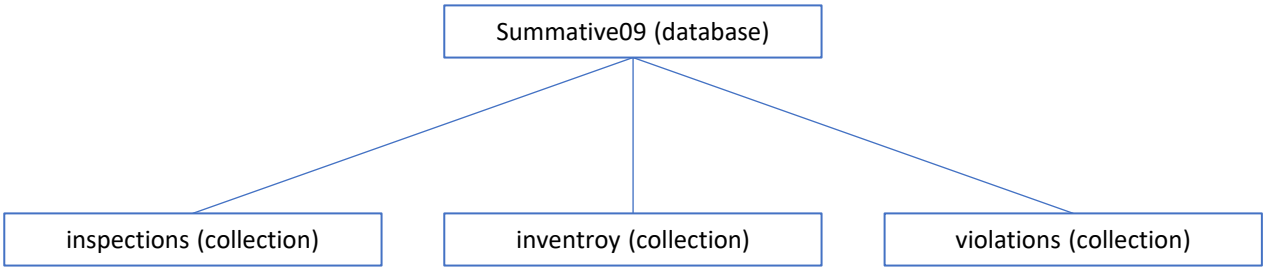 Summative09 (database)
inspections (collection)
inventroy (collection)
violations (collection)